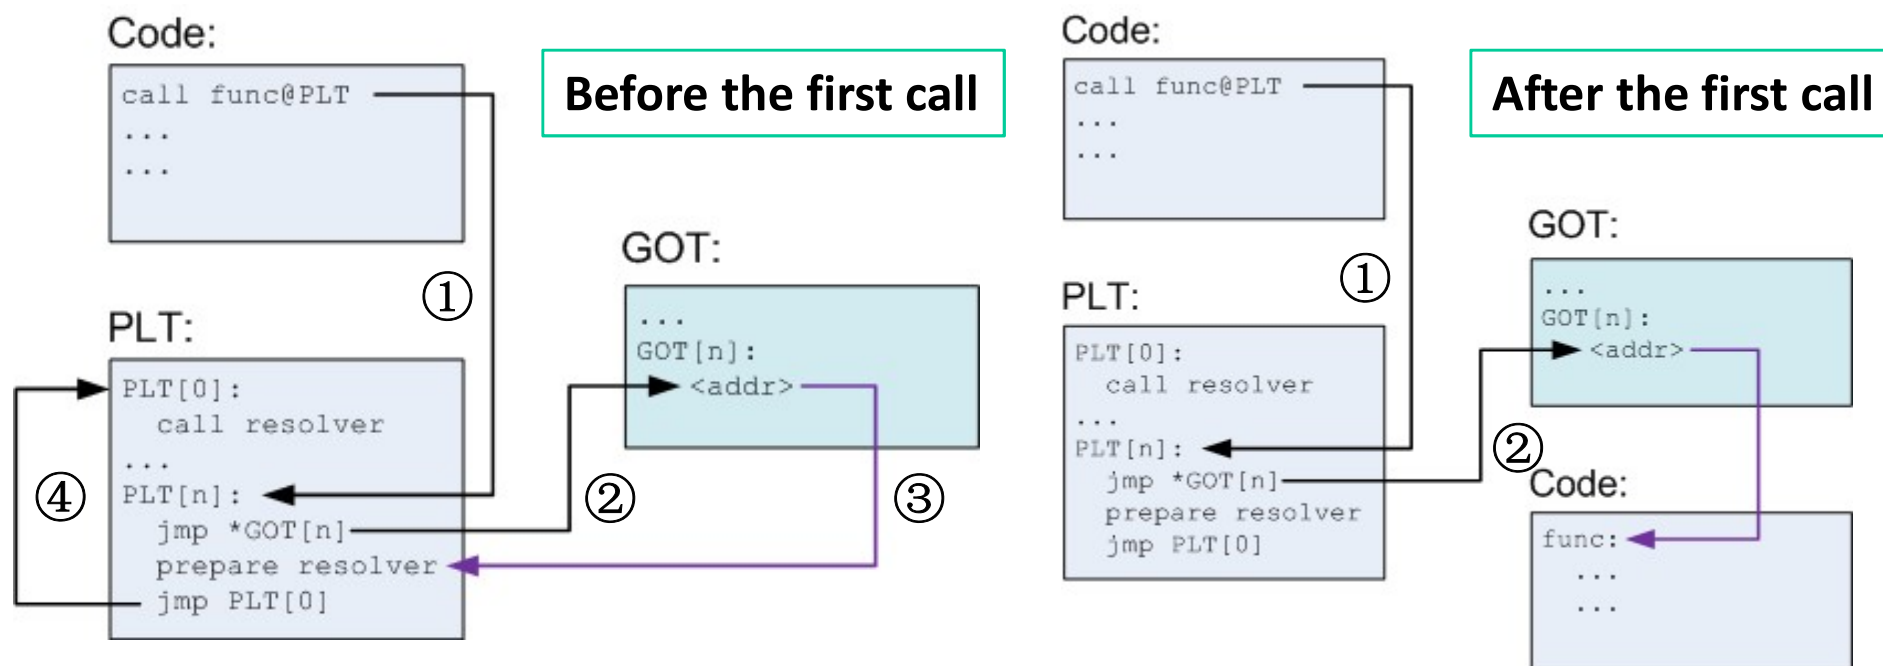 Code:
call func@PLT
...
...
Before the first call
①
GOT:
...
GOT[n]:
<addr>
PLT:
PLT[0]:
call resolver
...
PLT[n]:
jmp *GOT[n]
prepare resolver
jmp PLT[0]
②
③
④
Code:
call func@PLT
...
...
After the first call
①
GOT:
...
GOT[n]:
<addr>
PLT:
PLT[0]:
call resolver
...
PLT[n]:
jmp *GOT[n]
prepare resolver
jmp PLT[0]
②
Code:
func:
...
...